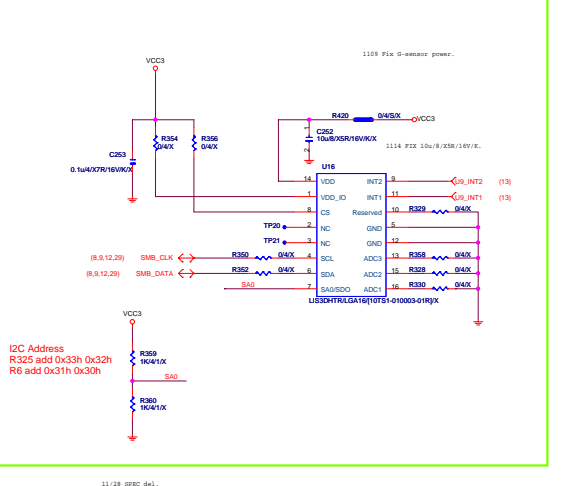 1109 Fix G-sensor power.
VCC3
R420 0/4/S/X
VCC3
R354
0/4/X
R356
0/4/X
C253
0.1u/4/X7R/16V/K/X
1
2
C252
10u/8/X5R/16V/K/X
1114 FIX 10u/8/X5R/16V/K.
U16
14 VDD INT2 9 U9_INT2 (13)
1 VDD_IO INT1 11 U9_INT1 (13)
8 CS Reserved 10 R329 0/4/X
TP20 2 NC GND 5
TP21 3 NC GND 12
(8,9,12,29) SMB_CLK R350 0/4/X 4 SCL ADC3 13 R358 0/4/X
(8,9,12,29) SMB_DATA R352 0/4/X 6 SDA ADC2 15 R328 0/4/X
SA0 7 SA0/SDO ADC1 16 R330 0/4/X
LIS3DHTR/LGA16/[10TS1-010003-01R]/X
VCC3
I2C Address
R325 add 0x33h 0x32h
R6 add 0x31h 0x30h
R359
1K/4/1/X
SA0
R360
1K/4/1/X
11/28 SPEC del.